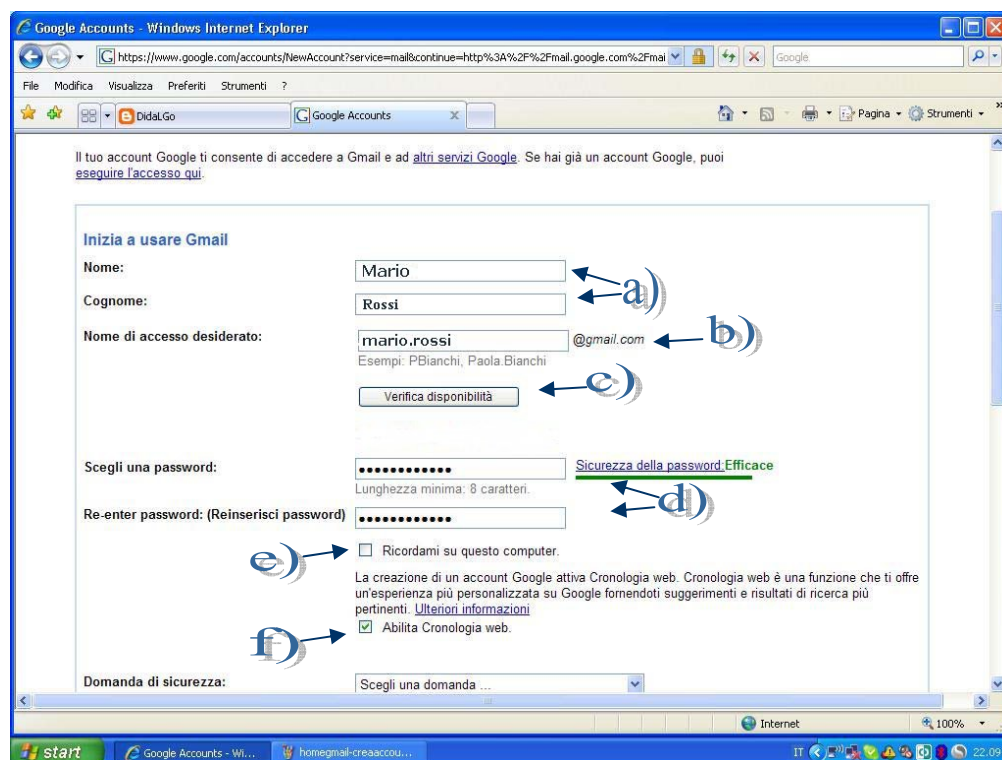 Google Accounts - Windows Internet Explorer
https://www.google.com/accounts/NewAccount?service=mail&continue=http%3A%2F%2Fmail.google.com%2Fmai
Google
File Modifica Visualizza Preferiti Strumenti ?
DidaLGo Google Accounts X Pagina Strumenti
Il tuo account Google ti consente di accedere a Gmail e ad altri servizi Google. Se hai già un account Google, puoi
eseguire l'accesso qui.
Inizia a usare Gmail
Nome: Mario
a)
Cognome: Rossi
Nome di accesso desiderato: mario.rossi @gmail.com b)
Esempi: PBianchi, Paola.Bianchi
Verifica disponibilità c)
Scegli una password: •••••••••••• Sicurezza della password:Efficace
Lunghezza minima: 8 caratteri.
d)
Re-enter password: (Reinserisci password) ••••••••••••
e) Ricordami su questo computer.
La creazione di un account Google attiva Cronologia web. Cronologia web è una funzione che ti offre
un'esperienza più personalizzata su Google fornendoti suggerimenti e risultati di ricerca più
pertinenti. Ulteriori informazioni
f) Abilita Cronologia web.
Domanda di sicurezza: Scegli una domanda ...
Internet 100%
start Google Accounts - Wi... homegmail-creaaccou... IT 22.09